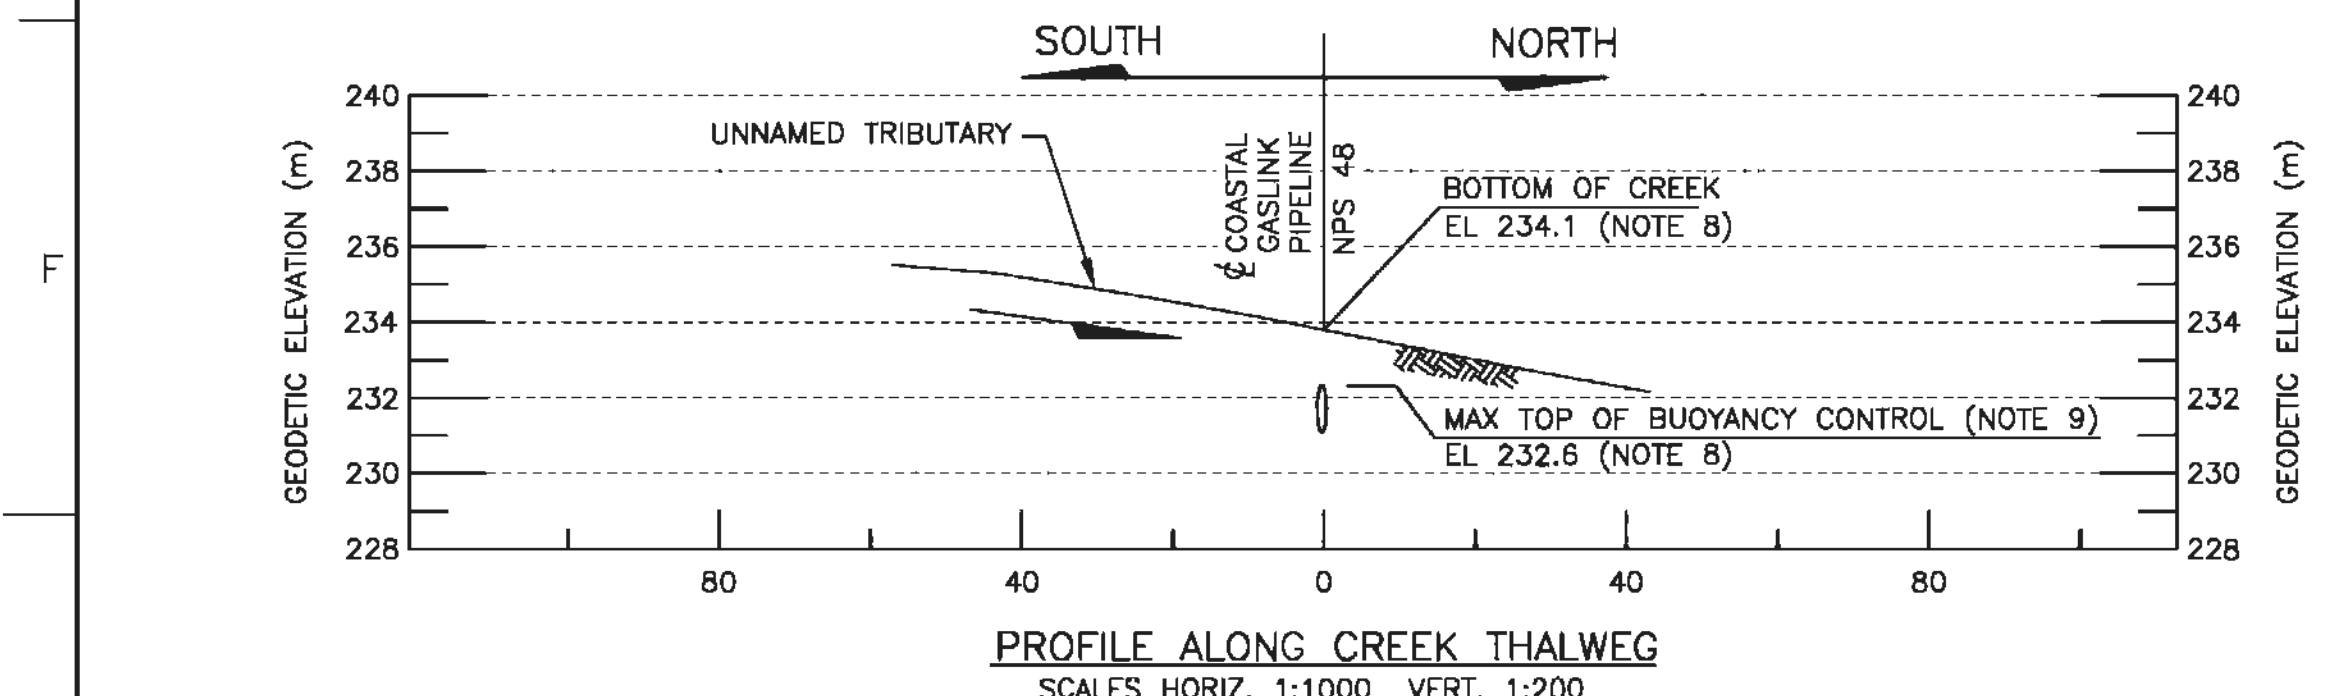 SOUTH NORTH
240 240
UNNAMED TRIBUTARY
℄ COASTAL
GASLINK
PIPELINE
NPS 48
238 238
BOTTOM OF CREEK
EL 234.1 (NOTE 8)
236 236
GEODETIC ELEVATION (m)
GEODETIC ELEVATION (m)
F
234 234
232 232
MAX TOP OF BUOYANCY CONTROL (NOTE 9)
EL 232.6 (NOTE 8)
230 230
228 228
80 40 0 40 80
PROFILE ALONG CREEK THALWEG
SCALES HORIZ. 1:1000 VERT. 1:200